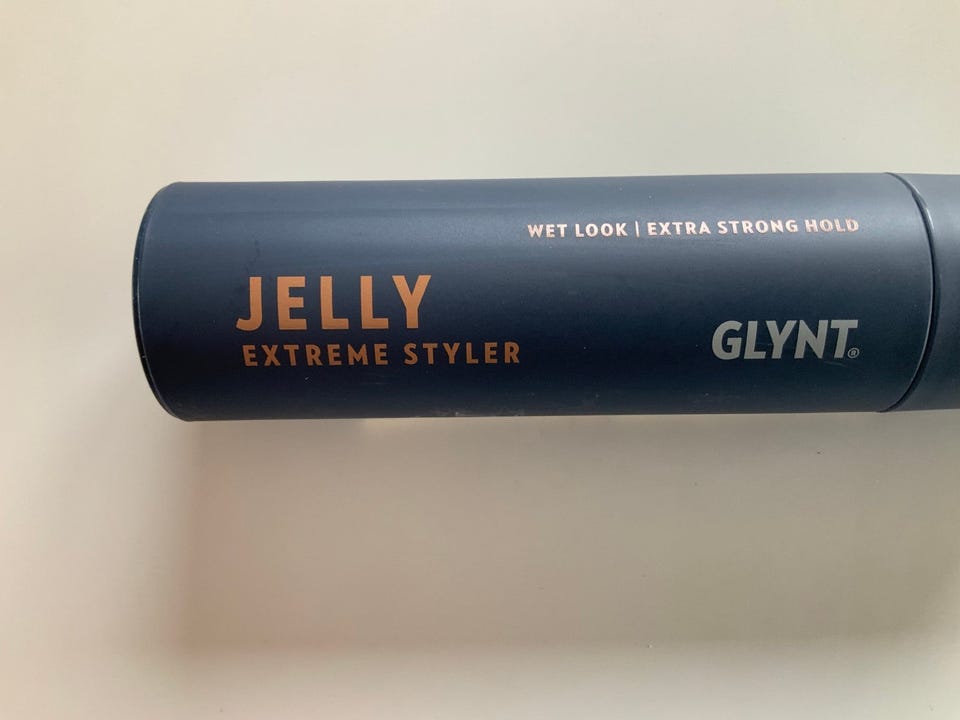 WET LOOK | EXTRA STRONG HOLD
JELLY
EXTREME STYLER
GLYNT®